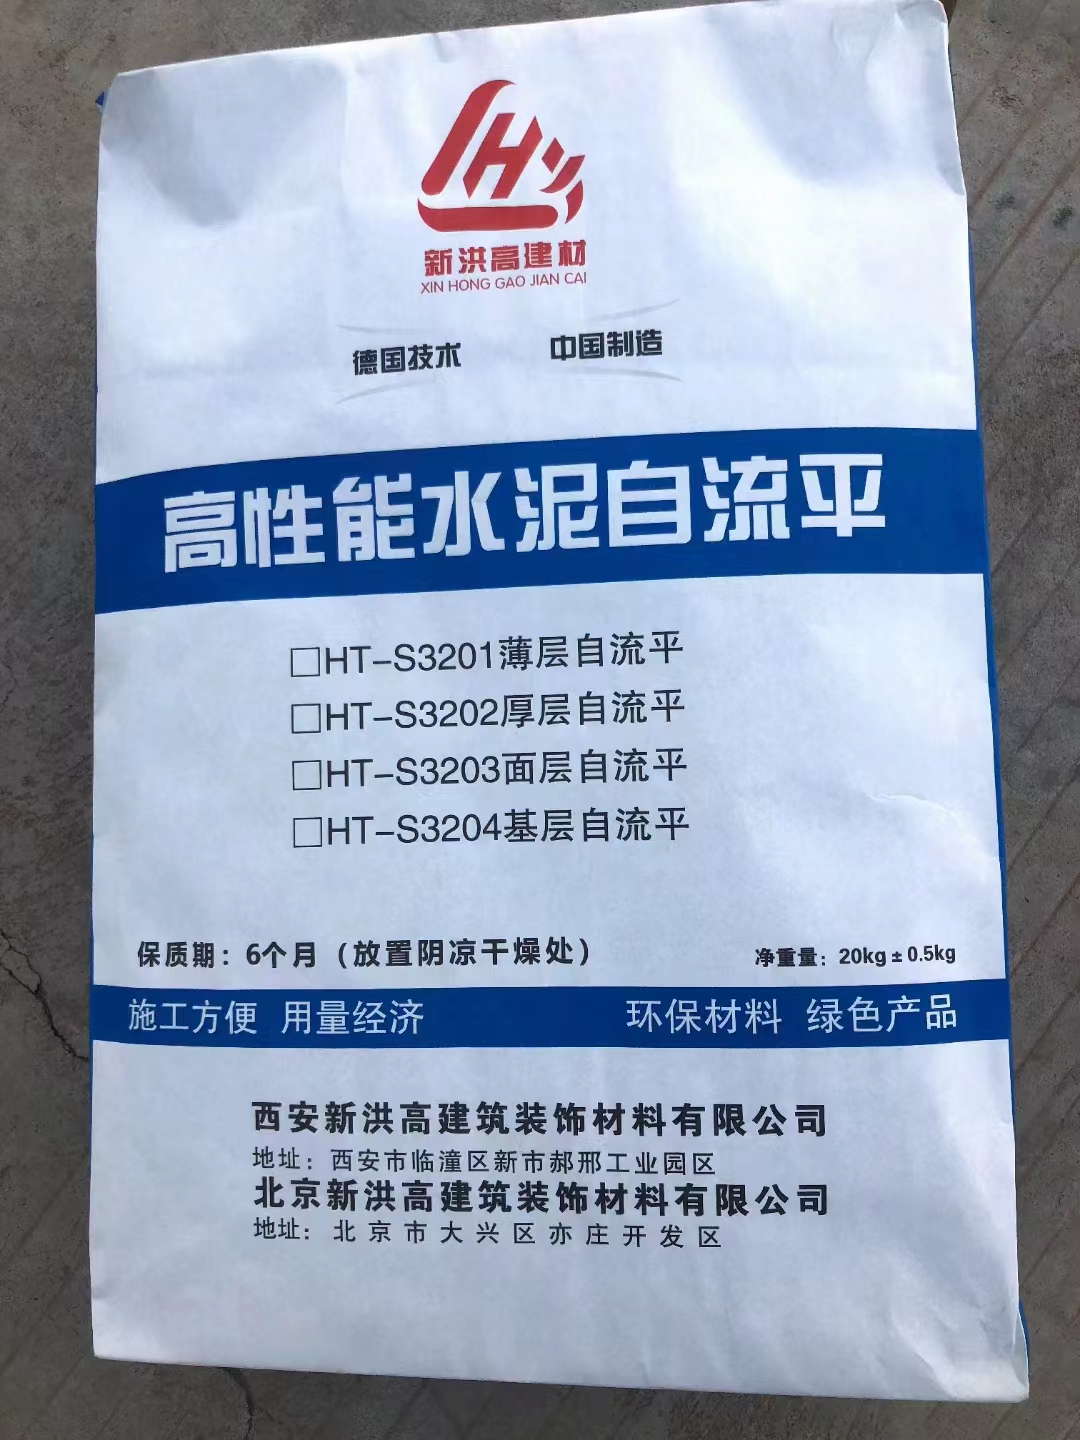 新洪高建材
XIN HONG GAO JIAN CAI
德国技术 中国制造
高性能水泥自流平
□HT-S3201薄层自流平
□HT-S3202厚层自流平
□HT-S3203面层自流平
□HT-S3204基层自流平
保质期：6个月（放置阴凉干燥处） 净重量：20kg±0.5kg
施工方便 用量经济 环保材料 绿色产品
西安新洪高建筑装饰材料有限公司
地址：西安市临潼区新市郝邢工业园区
北京新洪高建筑装饰材料有限公司
地址：北京市大兴区亦庄开发区